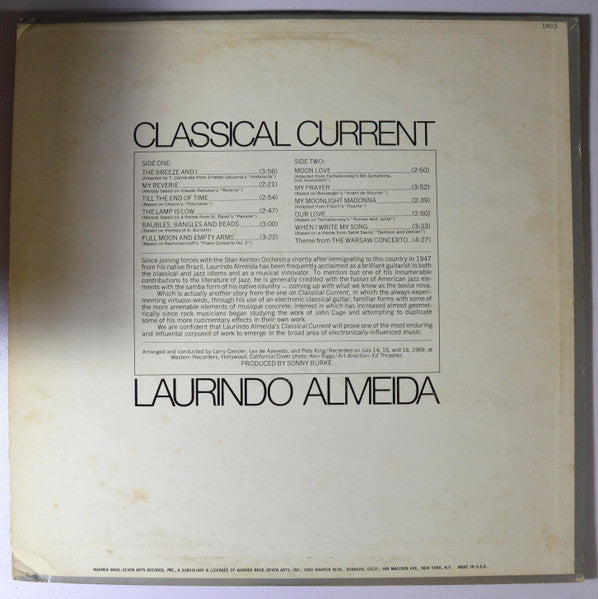 1803
CLASSICAL CURRENT
SIDE ONE:
THE BREEZE AND I (3:56)
(Adapted by T. Camarata from Ernesto Lecuona's "Andalucia")
MY REVERIE (2:21)
(Melody based on Claude Debussy's "Reverie")
TILL THE END OF TIME (2:54)
(Based on Chopin's "Polonaise")
THE LAMP IS LOW (2:47)
(Melody based on a theme from M. Ravel's "Pavane")
BAUBLES, BANGLES AND BEADS (3:00)
(Based on themes of A. Borodin)
FULL MOON AND EMPTY ARMS (3:22)
(Based on Rachmaninoff's "Piano Concerto No. 2")
SIDE TWO:
MOON LOVE (2:50)
(Adapted from Tschaikovsky's 5th Symphony,
2nd movement)
MY PRAYER (3:52)
(Based on Boulanger's "Avant de Mourier")
MY MOONLIGHT MADONNA (2:39)
(Adapted from Fibich's "Poeme")
OUR LOVE (2:50)
(Based on Tschaikovsky's "Romeo And Juliet")
WHEN I WRITE MY SONG (3:33)
(Based on a theme from Saint Saens' "Samson and Delilah")
Theme from THE WARSAW CONCERTO (4:27)
Since joining forces with the Stan Kenton Orchestra shortly after immigrating to this country in 1947
from his native Brazil, Laurindo Almeida has been frequently acclaimed as a brilliant guitarist in both
the classical and jazz idioms and as a musical innovator. To mention but one of his innumerable
contributions to the literature of jazz, he is generally credited with the fusion of American jazz ele-
ments with the samba form of his native country — coming up with what we know as the bossa nova.
Which is actually another story from the one on Classical Current, in which the always-exper-
imenting virtuoso weds, through his use of an electronic classical guitar, familiar forms with some of
the more amenable elements of musique concrete, interest in which has increased almost geomet-
rically since rock musicians began studying the work of John Cage and attempting to duplicate
some of his more rudimentary effects in their own work.
We are confident that Laurindo Almeida's Classical Current will prove one of the most enduring
and influential corpuscli of work to emerge in the broad area of electronically-influenced music.
Arranged and conducted by Larry Cansler, Lex de Azevedo, and Pete King/Recorded on July 14, 15, and 16, 1969, at
Western Recorders, Hollywood, California/Cover photo: Ken Biggs/Art direction: Ed Thrasher.
PRODUCED BY SONNY BURKE
LAURINDO ALMEIDA
WARNER BROS.-SEVEN ARTS RECORDS, INC., A SUBSIDIARY & LICENSEE OF WARNER BROS.-SEVEN ARTS, INC., 4000 WARNER BLVD., BURBANK, CALIF.; 488 MADISON AVE., NEW YORK, N.Y. MADE IN U.S.A.